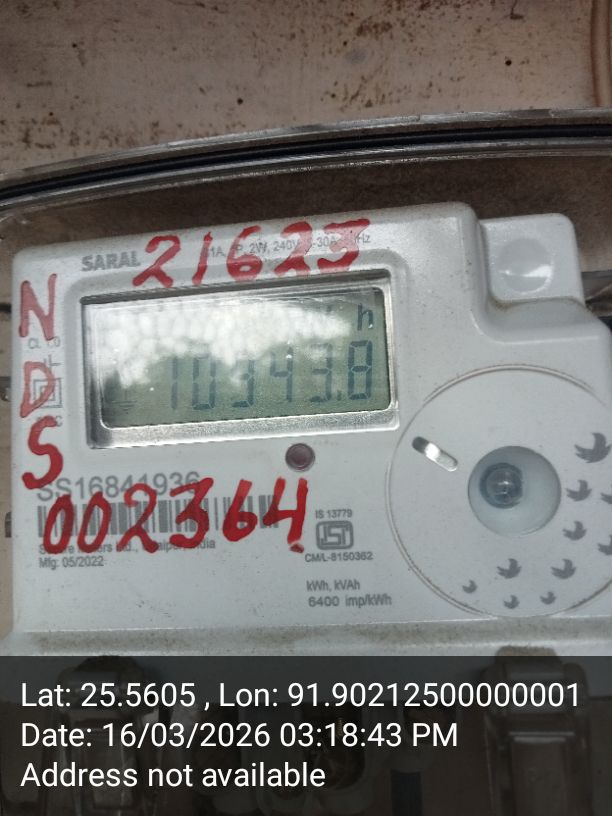 SARAL
21623
h
10343.8
N
D
S
SS16841936
002364
IS 13779
CM/L-8150362
Mfg: 05/2022
kWh, kVAh
6400 imp/kWh
Lat: 25.5605 , Lon: 91.90212500000001
Date: 16/03/2026 03:18:43 PM
Address not available